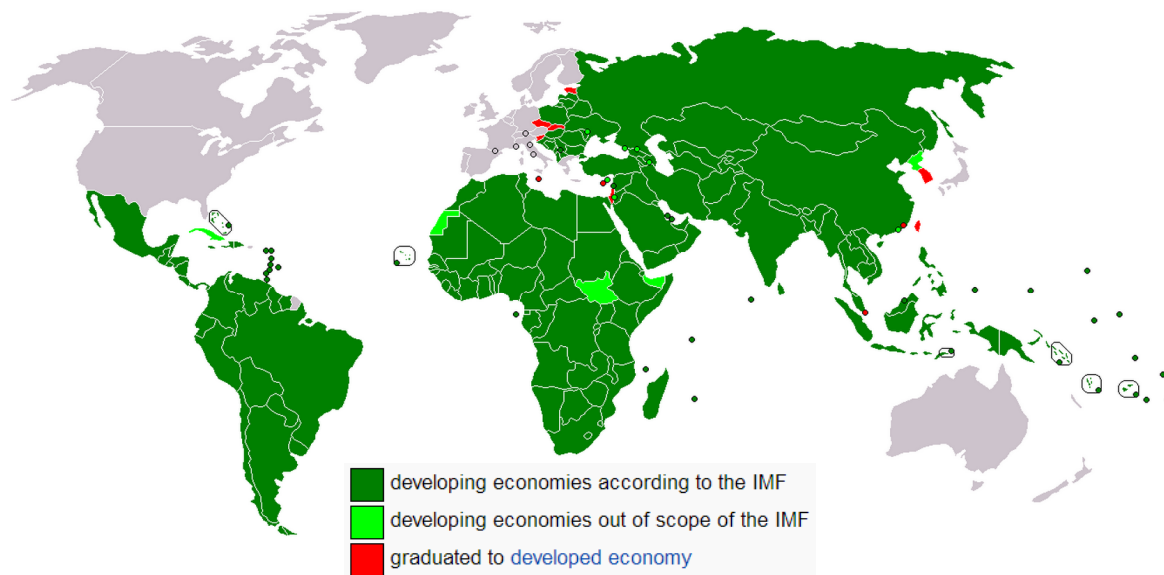 developing economies according to the IMF
developing economies out of scope of the IMF
graduated to developed economy